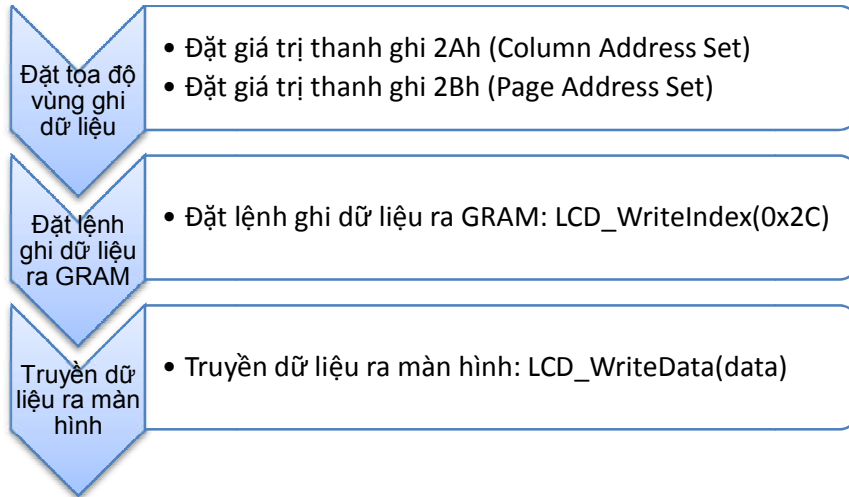 Đặt tọa độ
vùng ghi
dữ liệu
• Đặt giá trị thanh ghi 2Ah (Column Address Set)
• Đặt giá trị thanh ghi 2Bh (Page Address Set)
Đặt lệnh
ghi dữ liệu
ra GRAM
• Đặt lệnh ghi dữ liệu ra GRAM: LCD_WriteIndex(0x2C)
Truyền dữ
liệu ra màn
hình
• Truyền dữ liệu ra màn hình: LCD_WriteData(data)